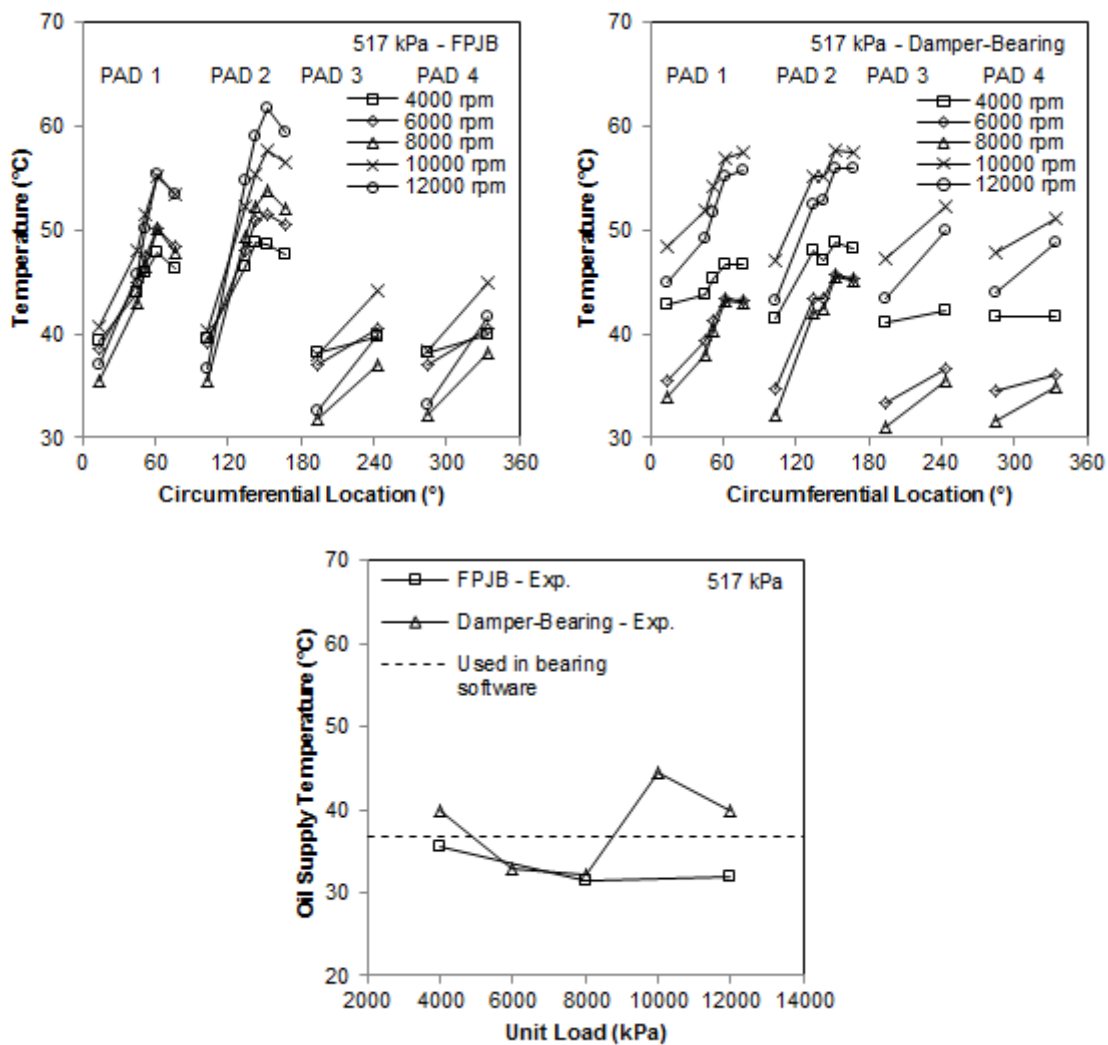 517 kPa - FPJB
PAD 1 PAD 2 PAD 3 PAD 4
4000 rpm
6000 rpm
8000 rpm
10000 rpm
12000 rpm
70
60
50
40
30
0 60 120 180 240 300 360
Temperature (°C)
Circumferential Location (°)
517 kPa - Damper-Bearing
PAD 1 PAD 2 PAD 3 PAD 4
4000 rpm
6000 rpm
8000 rpm
10000 rpm
12000 rpm
70
60
50
40
30
0 60 120 180 240 300 360
Temperature (°C)
Circumferential Location (°)
FPJB - Exp.
517 kPa
Damper-Bearing - Exp.
Used in bearing
software
70
60
50
40
30
20
2000 4000 6000 8000 10000 12000 14000
Oil Supply Temperature (°C)
Unit Load (kPa)